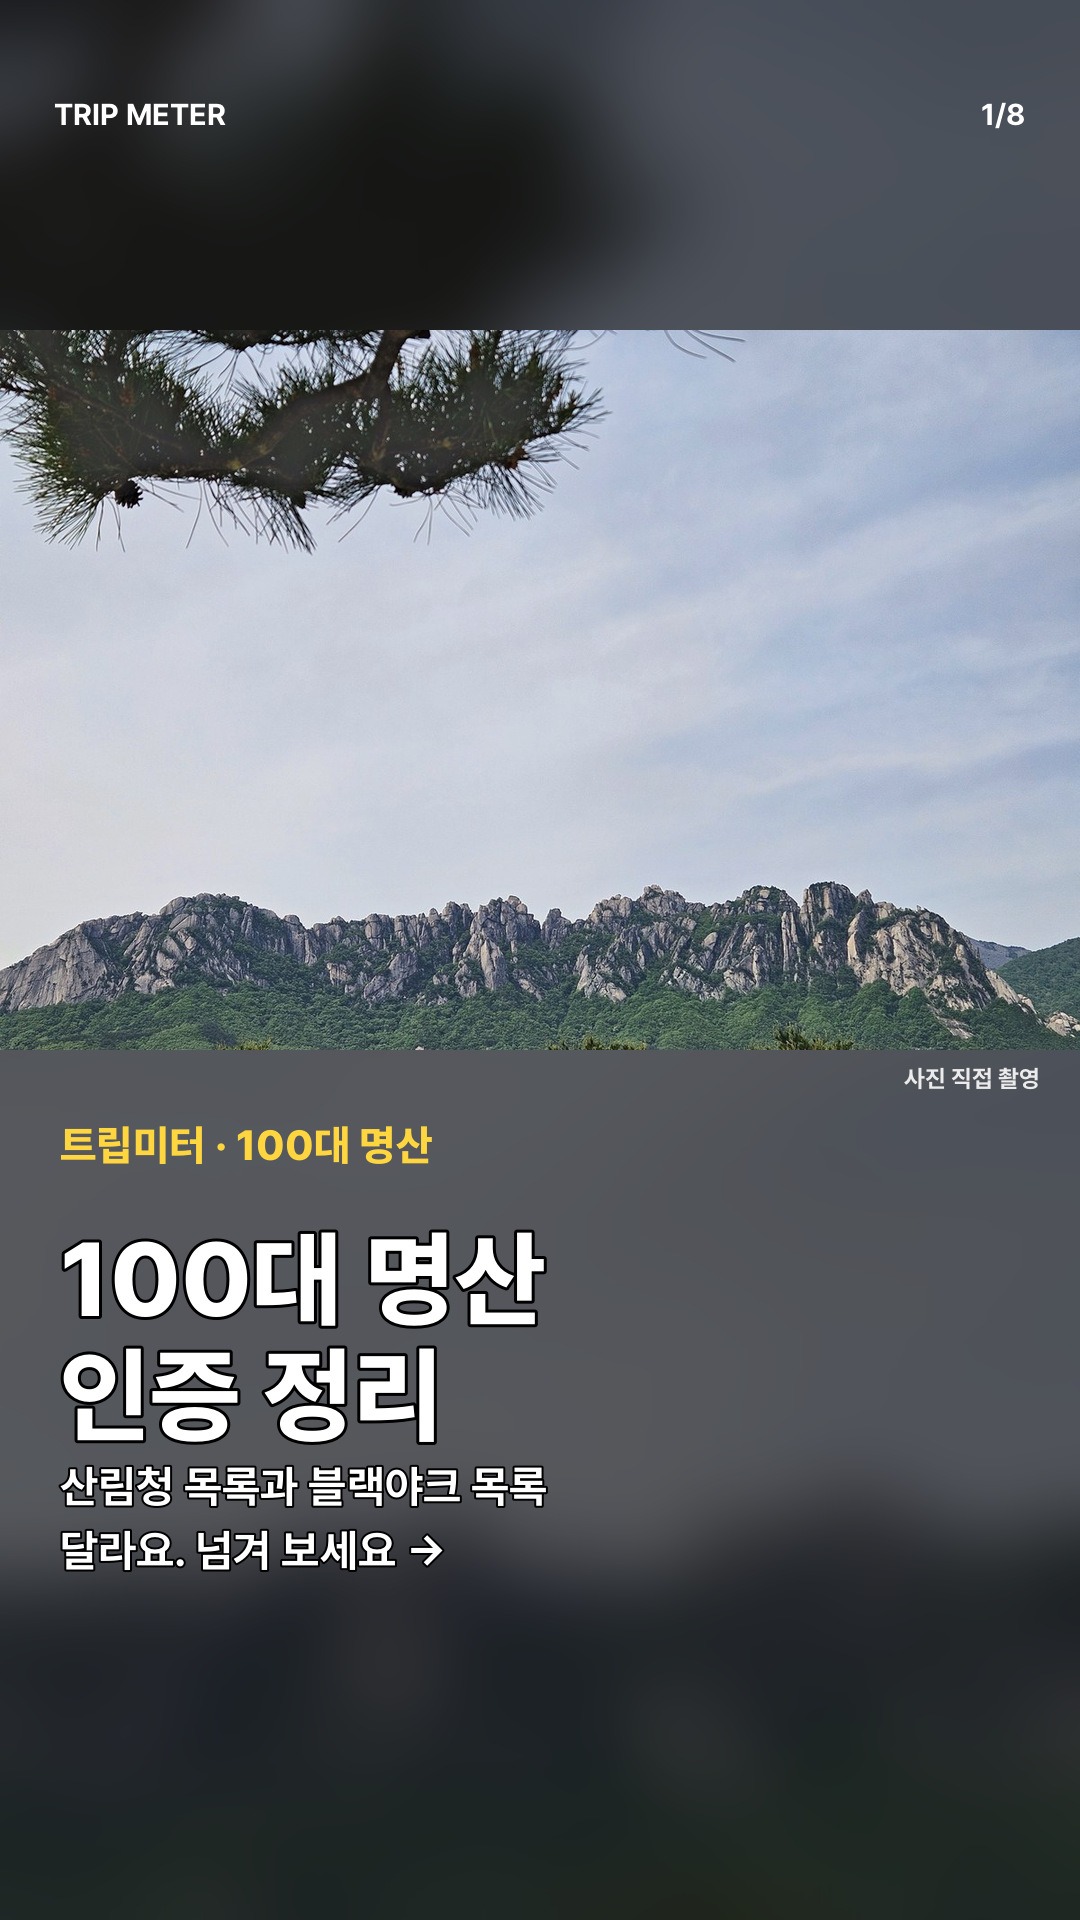 TRIP METER
1/8
사진 직접 촬영
트립미터 · 100대 명산
100대 명산
인증 정리
산림청 목록과 블랙야크 목록
달라요. 넘겨 보세요 →